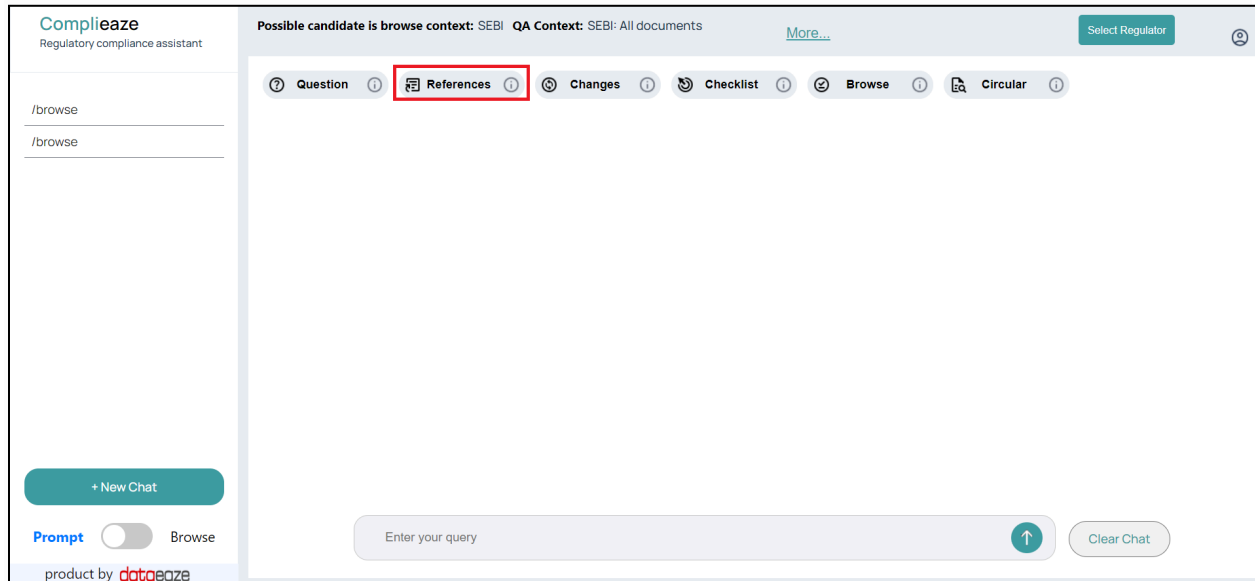 Complieaze
Regulatory compliance assistant
/browse
/browse
+ New Chat
Prompt Browse
product by dataeaze
Possible candidate is browse context: SEBI QA Context: SEBI: All documents
More...
Select Regulator
Question References Changes Checklist Browse Circular
Enter your query
Clear Chat